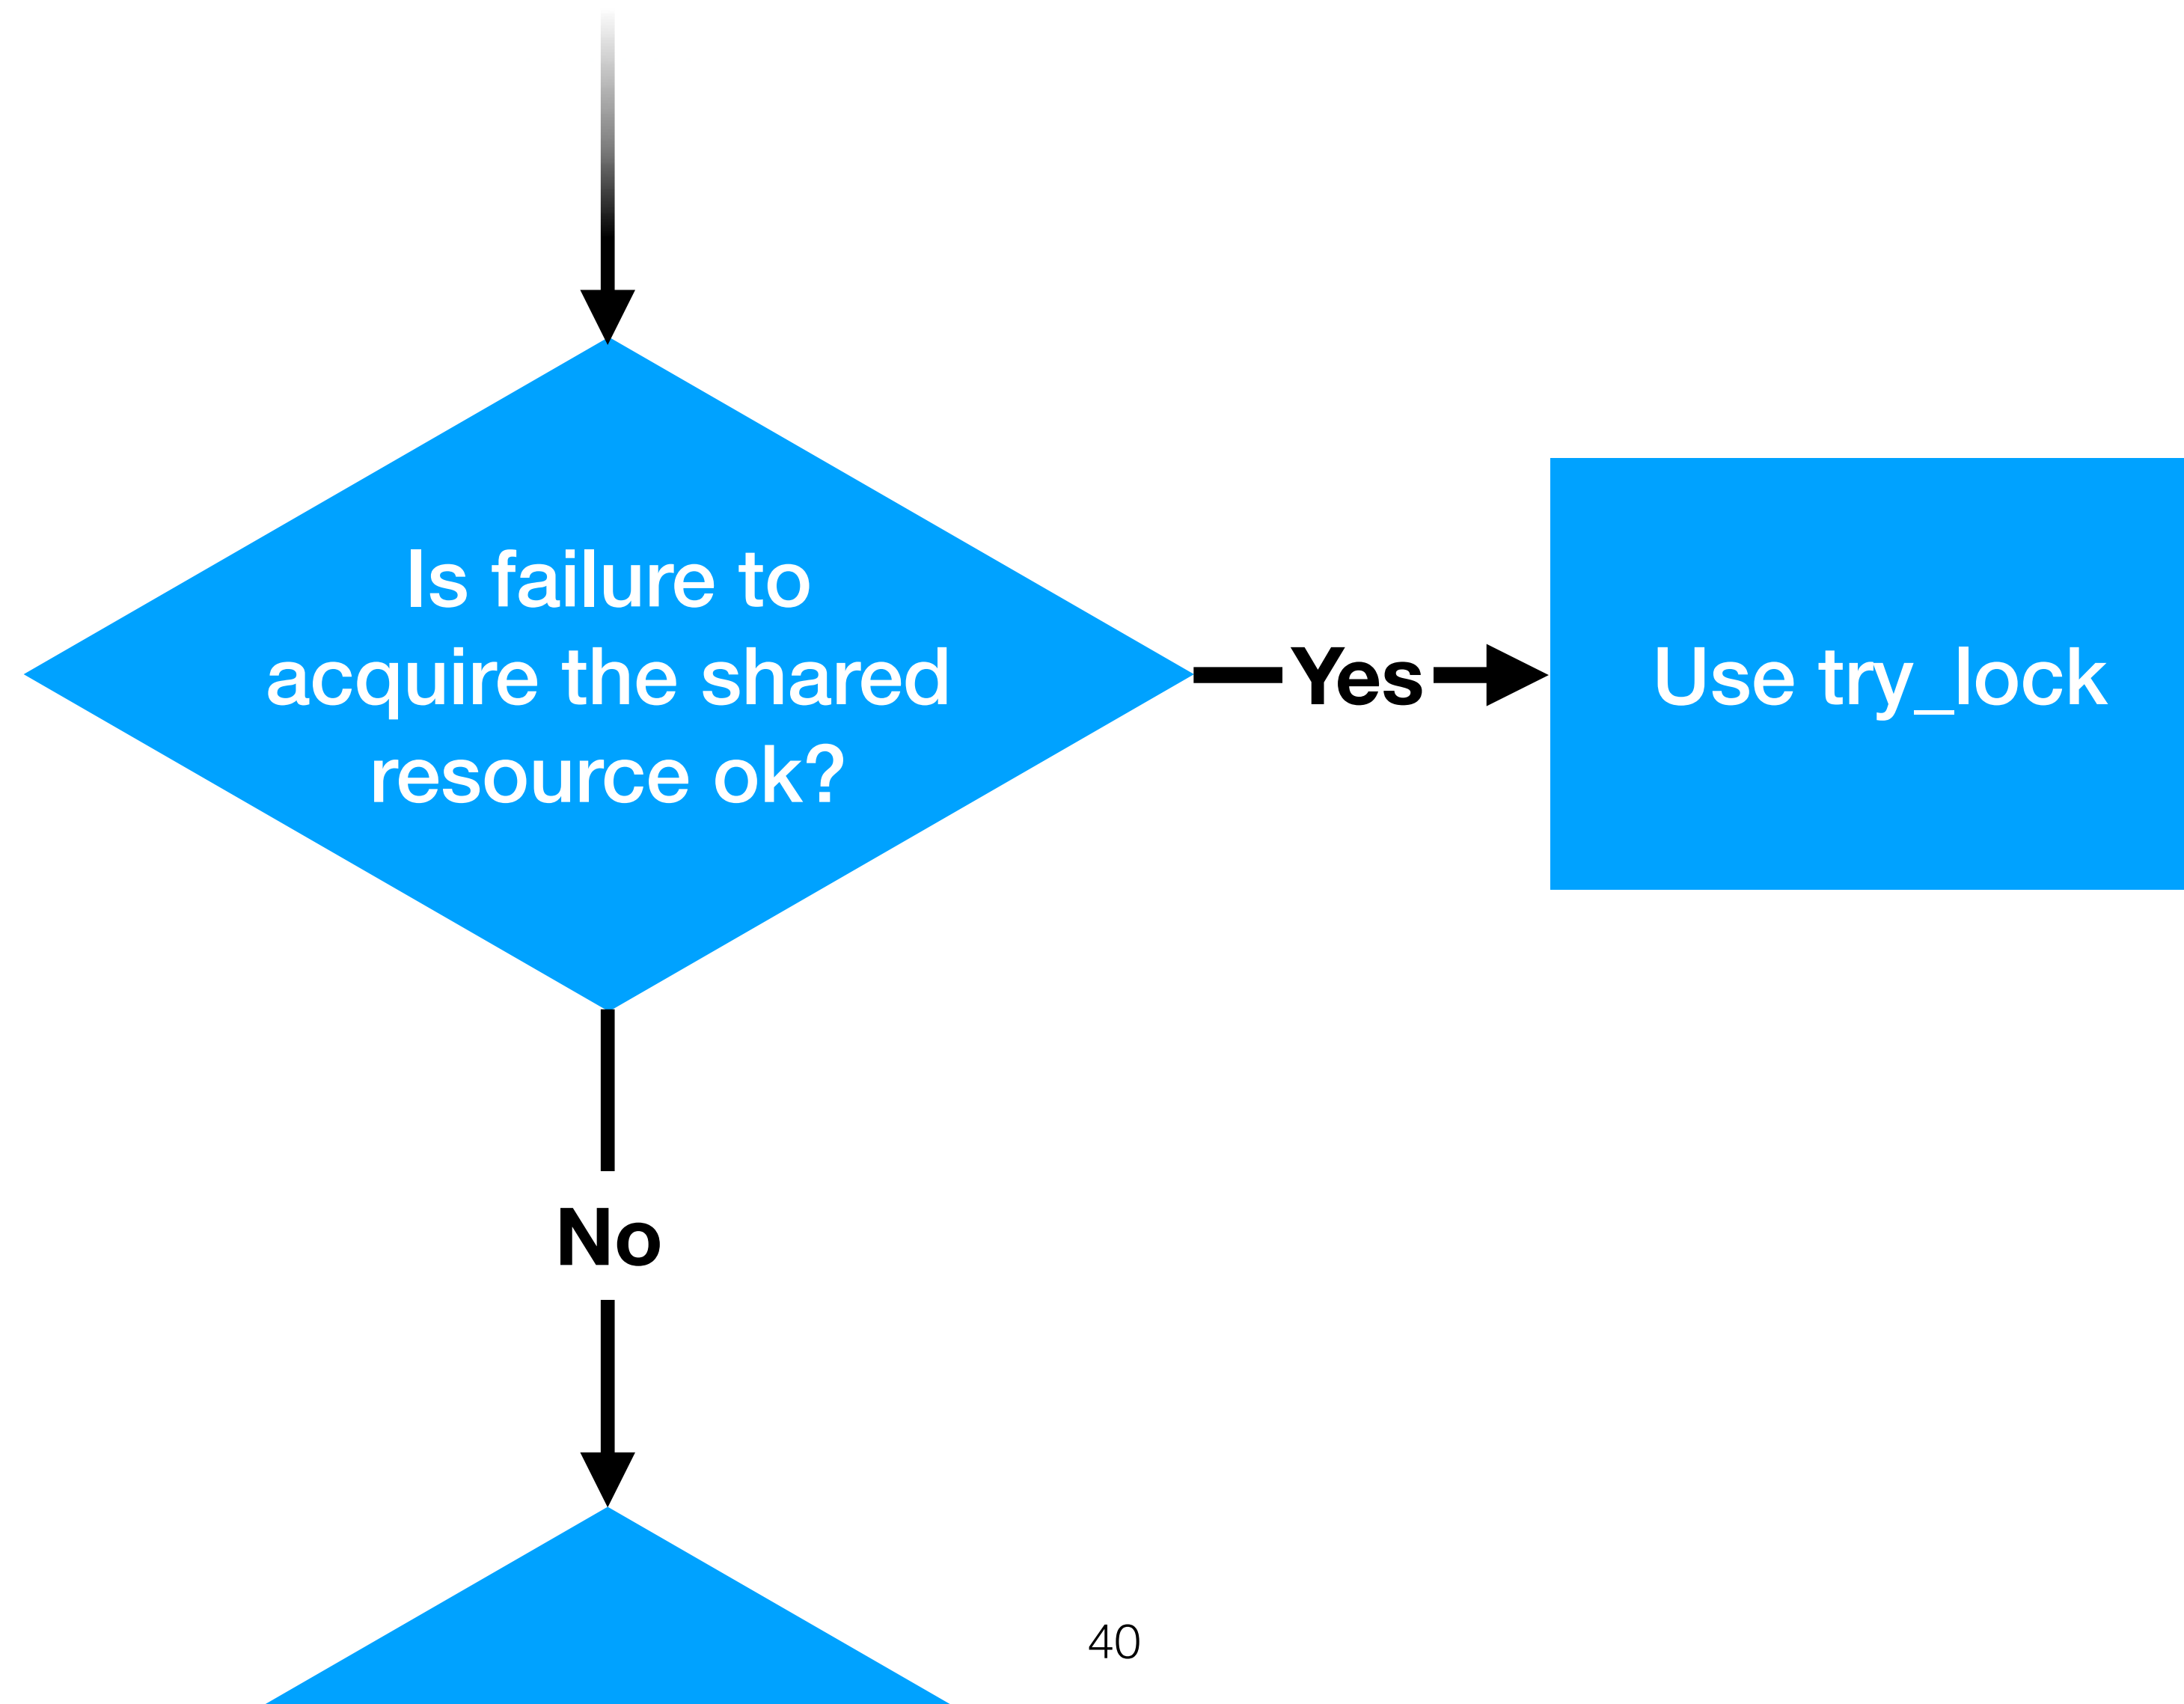 Is failure to
acquire the shared
resource ok?
Yes
Use try_lock
No
40